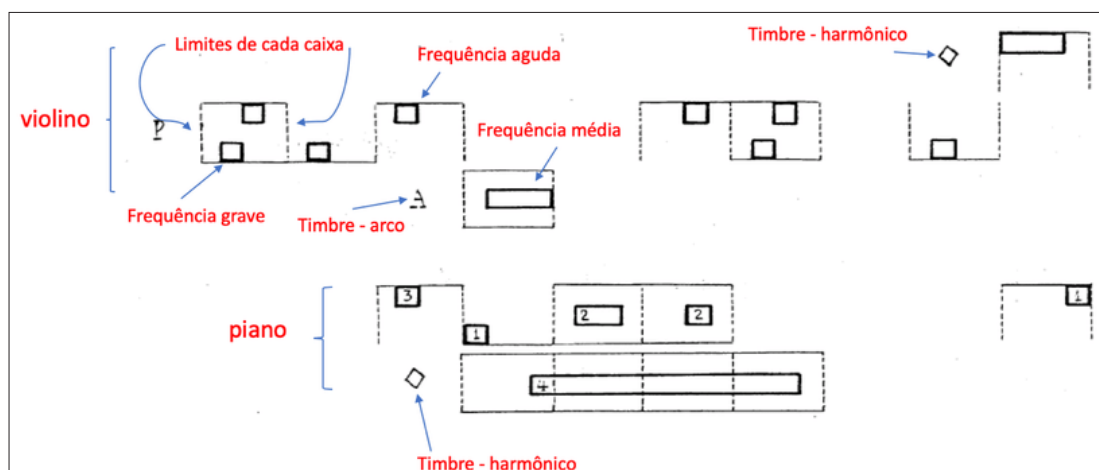 Limites de cada caixa
Frequência aguda
Timbre - harmônico
violino
P
Frequência média
Frequência grave
Timbre - arco
A
piano
3
1
2
2
1
4
Timbre - harmônico